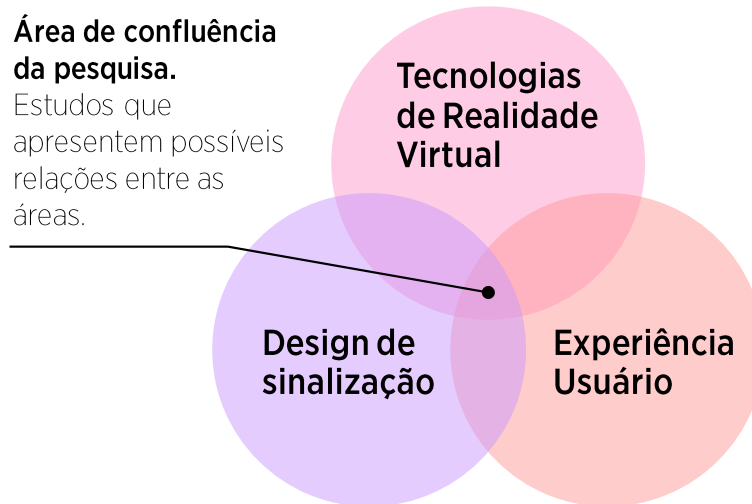 Área de confluência
da pesquisa.
Estudos que
apresentem possíveis
relações entre as
áreas.
Tecnologias
de Realidade
Virtual
Design de
sinalização
Experiência
Usuário